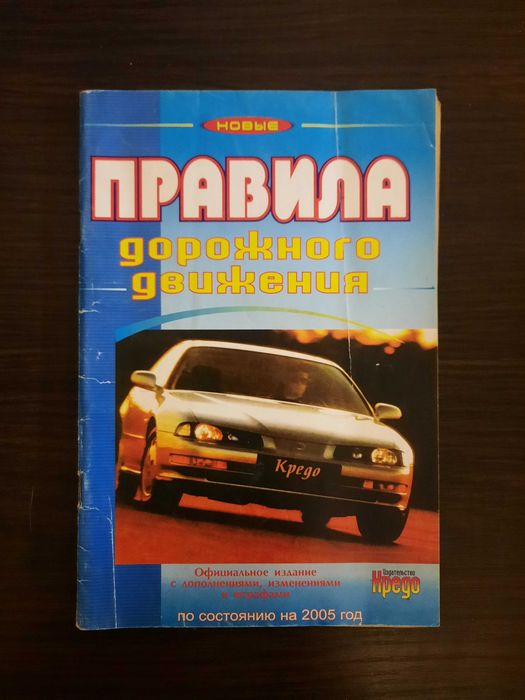 НОВЫЕ
ПРАВИЛА
дорожного
движения
Кредо
Официальное издание
с дополнениями, изменениями
и штрафами
Издательство
Кредо
по состоянию на 2005 год